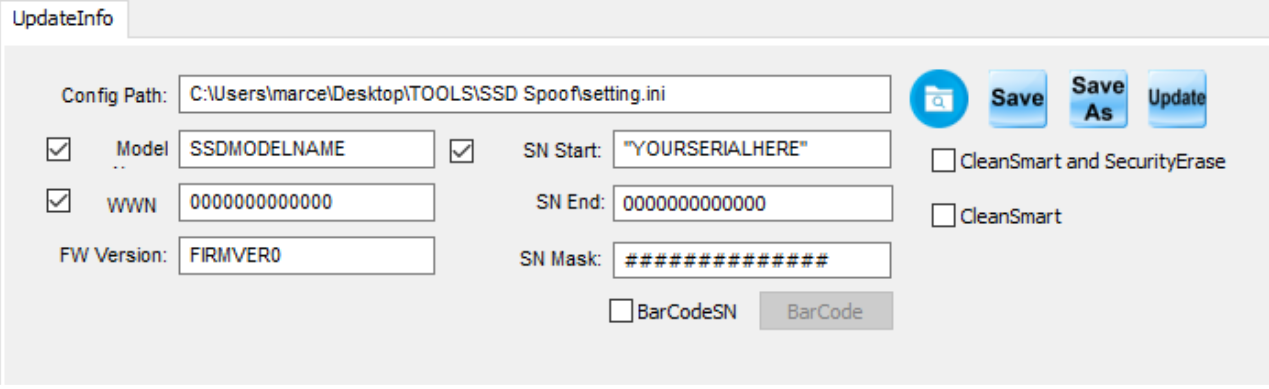 UpdateInfo
Config Path: C:\Users\marce\Desktop\TOOLS\SSD Spoof\setting.ini
Save
Save As
Update
Model SSDMODELNAME
SN Start: "YOURSERIALHERE"
CleanSmart and SecurityErase
WWN 0000000000000
SN End: 0000000000000
CleanSmart
FW Version: FIRMVER0
SN Mask: ##############
BarCodeSN
BarCode